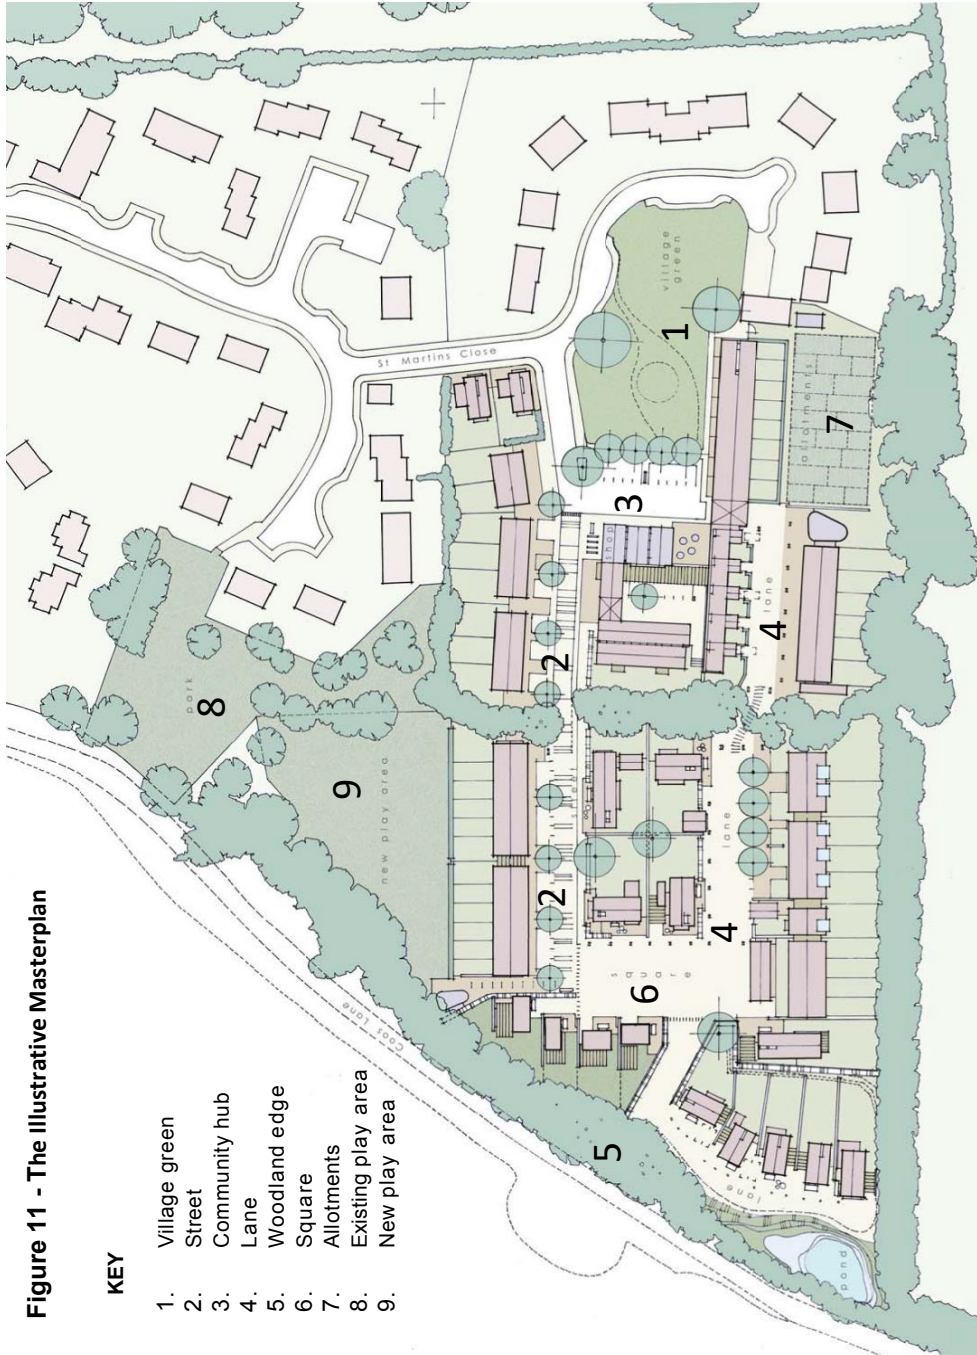 Figure 11 - The Illustrative Masterplan
KEY
1. Village green
2. Street
3. Community hub
4. Lane
5. Woodland edge
6. Square
7. Allotments
8. Existing play area
9. New play area
Coos Lane
park
8
new play area
9
St Martins Close
village
green
1
2
2
shop
3
square
6
lane
4
lane
4
allotments
7
5
lane
pond